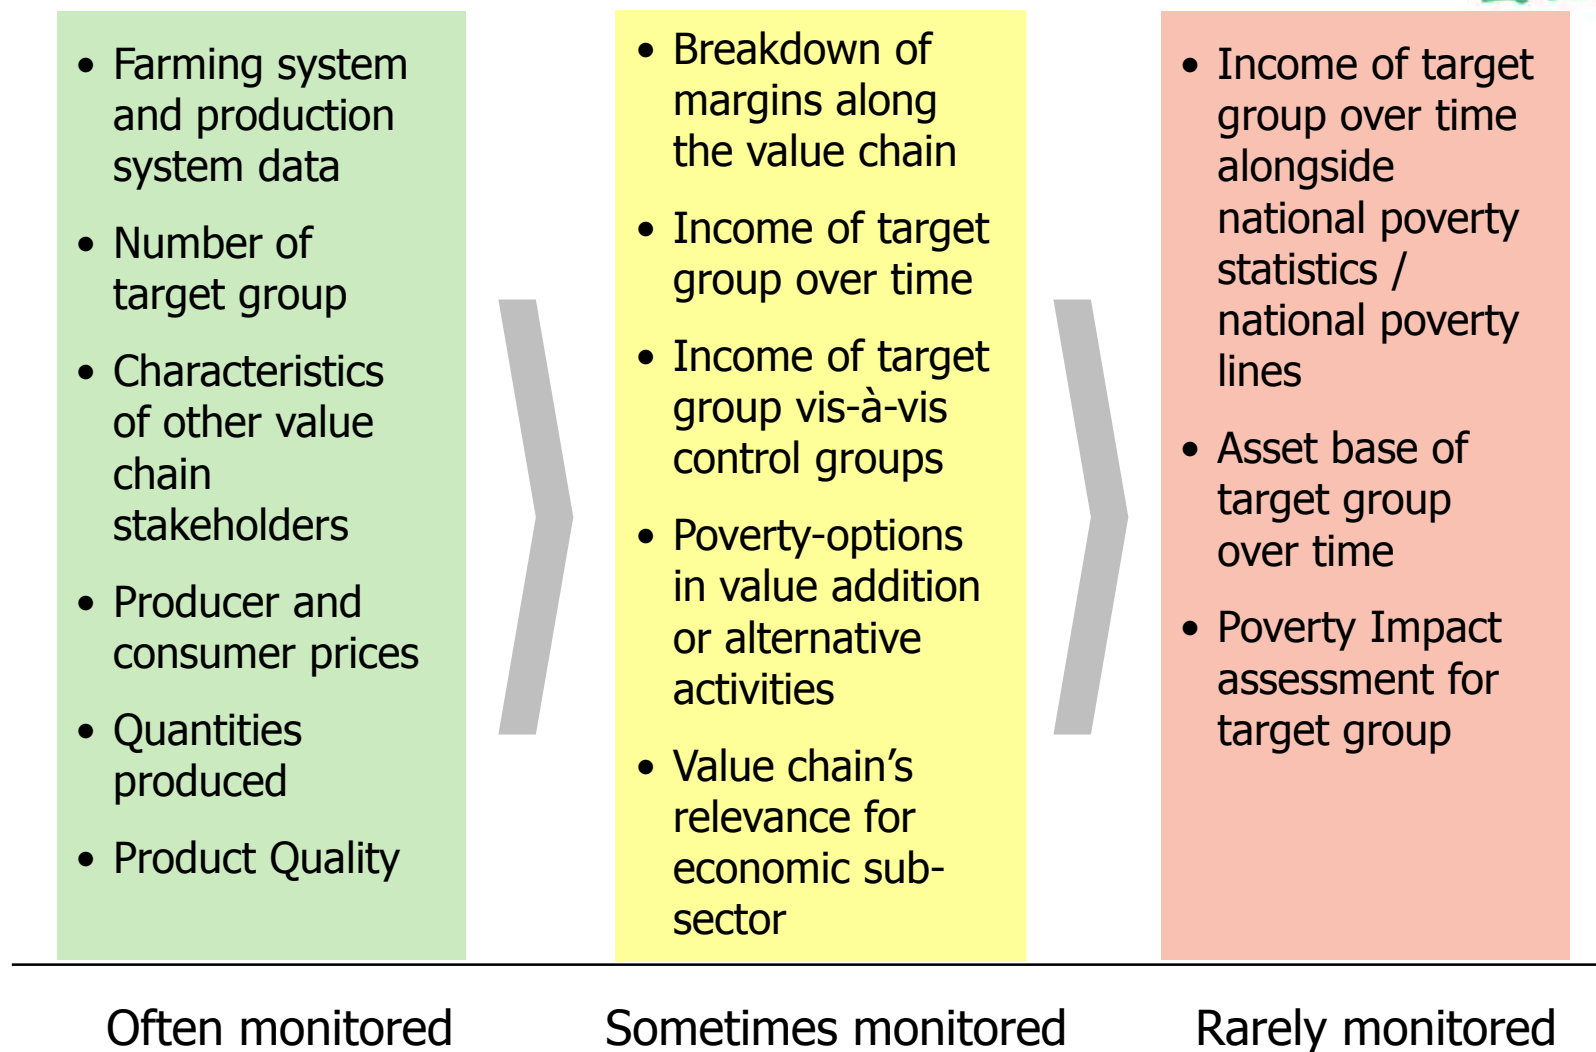 • Farming system
and production
system data
• Number of
target group
• Characteristics
of other value
chain
stakeholders
• Producer and
consumer prices
• Quantities
produced
• Product Quality
• Breakdown of
margins along
the value chain
• Income of target
group over time
• Income of target
group vis-à-vis
control groups
• Poverty-options
in value addition
or alternative
activities
• Value chain’s
relevance for
economic sub-
sector
• Income of target
group over time
alongside
national poverty
statistics /
national poverty
lines
• Asset base of
target group
over time
• Poverty Impact
assessment for
target group
Often monitored
Sometimes monitored
Rarely monitored